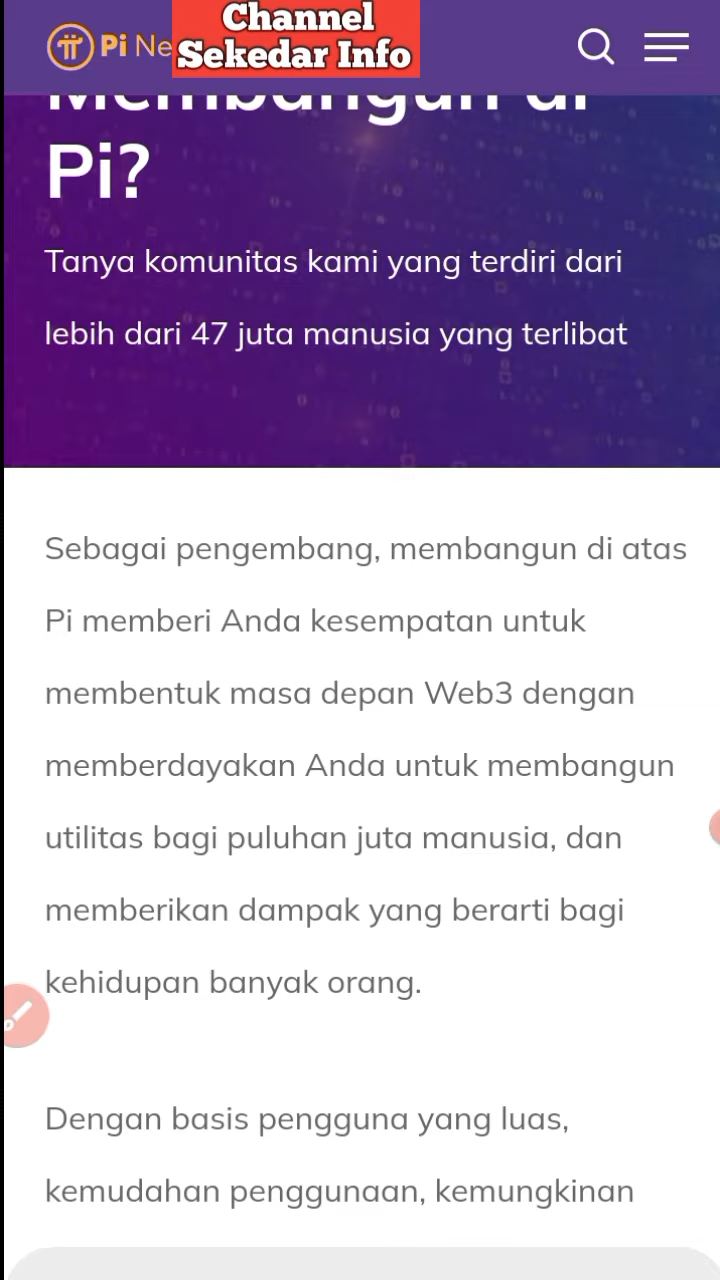 Pi Ne
Channel
Sekedar Info
Membangun di
Pi?
Tanya komunitas kami yang terdiri dari
lebih dari 47 juta manusia yang terlibat
Sebagai pengembang, membangun di atas
Pi memberi Anda kesempatan untuk
membentuk masa depan Web3 dengan
memberdayakan Anda untuk membangun
utilitas bagi puluhan juta manusia, dan
memberikan dampak yang berarti bagi
kehidupan banyak orang.
Dengan basis pengguna yang luas,
kemudahan penggunaan, kemungkinan